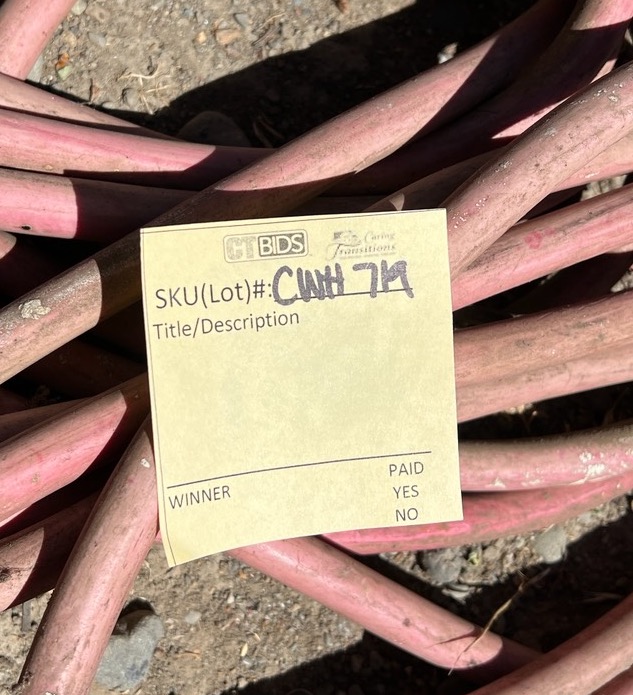 CTBIDS Caring Transitions
SKU(Lot)#: CWH 719
Title/Description
PAID
WINNER YES
NO